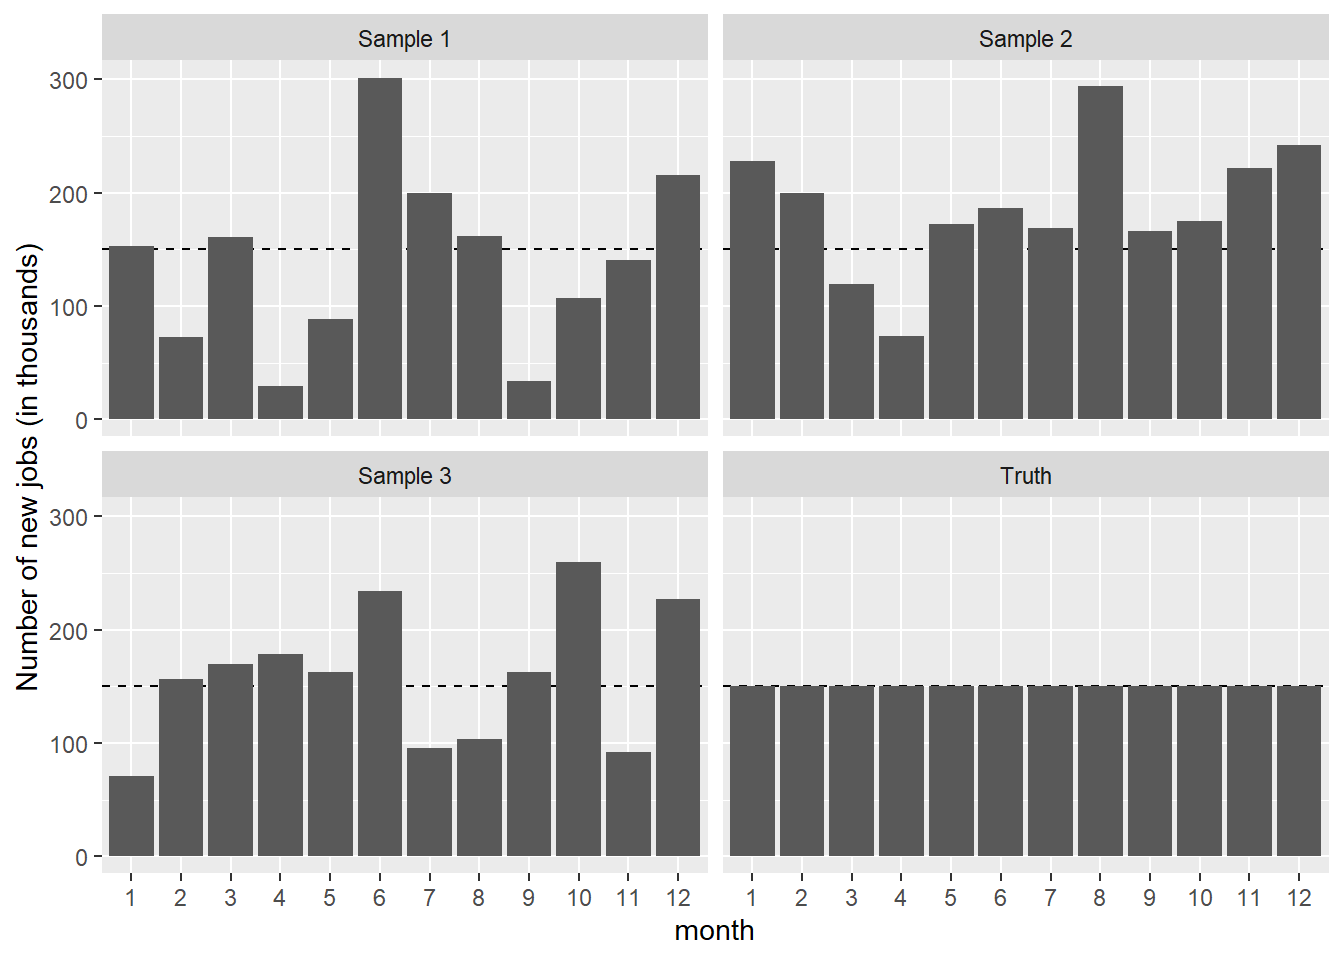 Sample 1
Sample 2
300
200
100
0
Number of new jobs (in thousands)
Sample 3
Truth
300
200
100
0
1 2 3 4 5 6 7 8 9 10 11 12
1 2 3 4 5 6 7 8 9 10 11 12
month